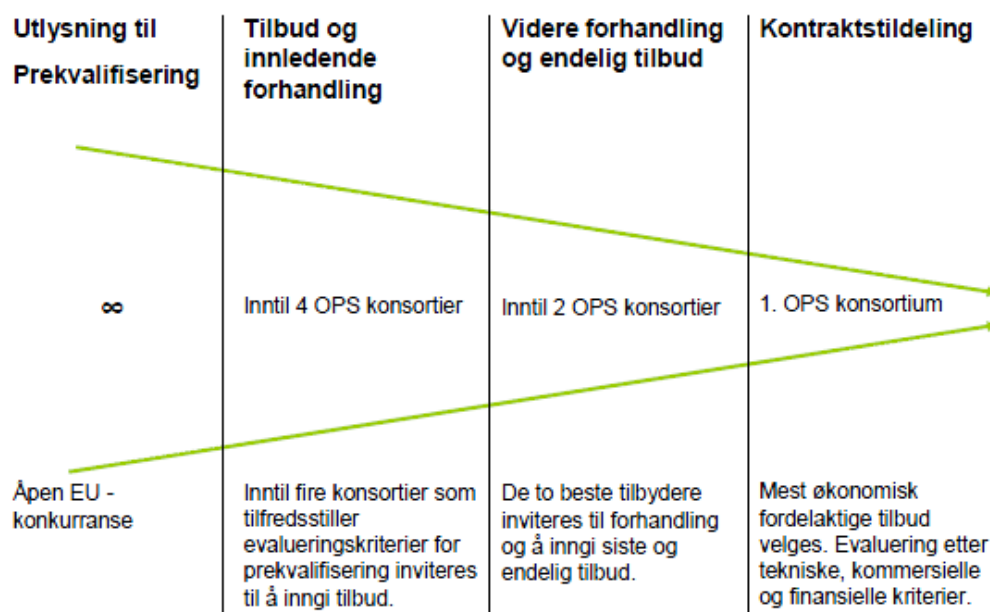 Utlysning til
Prekvalifisering
Tilbud og
innledende
forhandling
Videre forhandling
og endelig tilbud
Kontraktstildeling
∞
Inntil 4 OPS konsortier
Inntil 2 OPS konsortier
1. OPS konsortium
Åpen EU -
konkurranse
Inntil fire konsortier som
tilfredsstiller
evalueringskriterier for
prekvalifisering inviteres
til å inngi tilbud.
De to beste tilbydere
inviteres til forhandling
og å inngi siste og
endelig tilbud.
Mest økonomisk
fordelaktige tilbud
velges. Evaluering etter
tekniske, kommersielle
og finansielle kriterier.